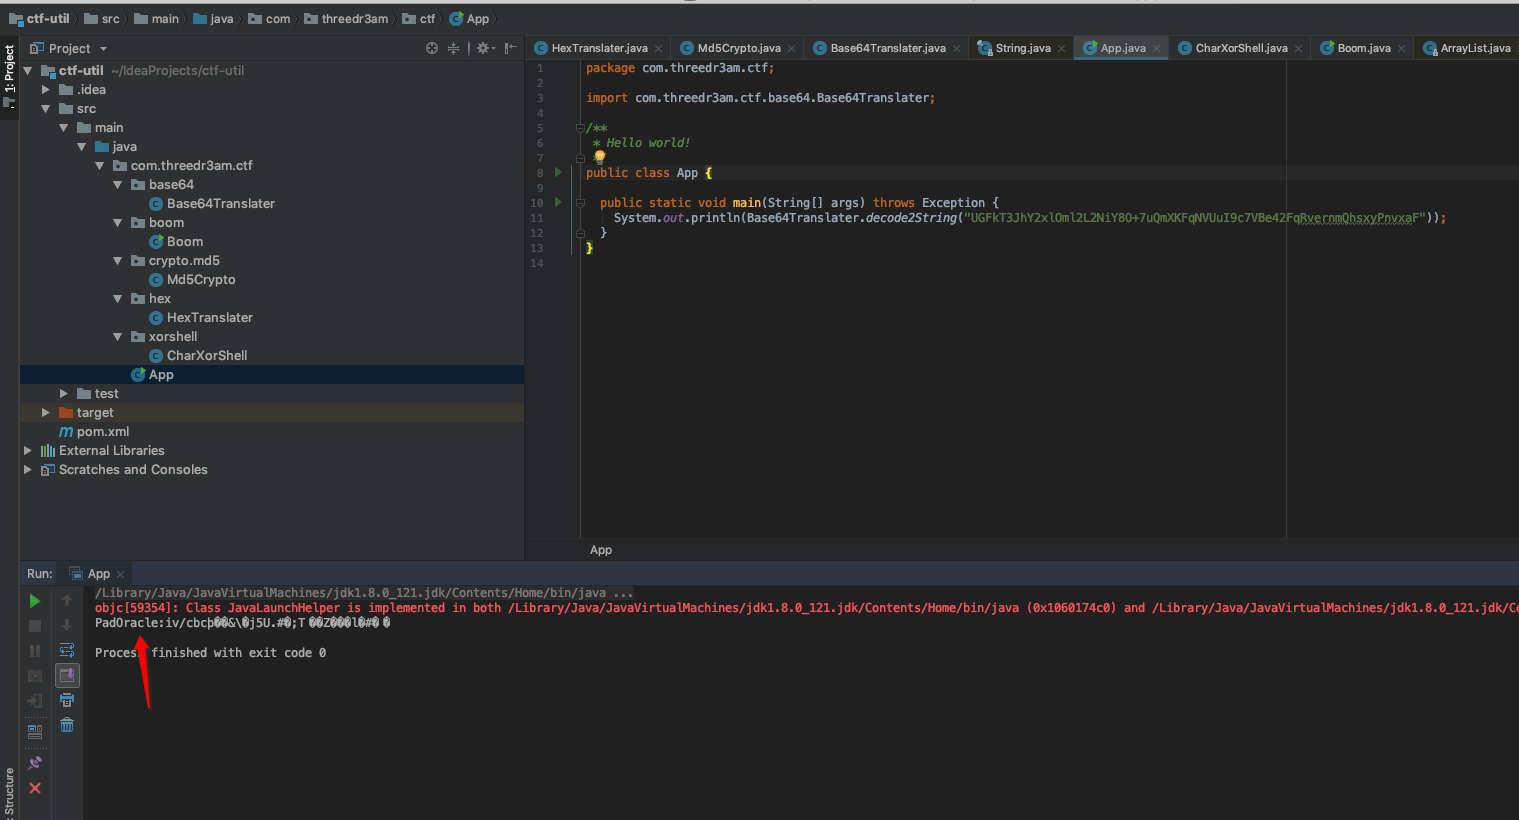 ctf-util src main java com threedr3am ctf App
Project
HexTranslater.java Md5Crypto.java Base64Translater.java String.java App.java CharXorShell.java Boom.java ArrayList.java
1: Project
ctf-util ~/IdeaProjects/ctf-util
.idea
src
main
java
com.threedr3am.ctf
base64
Base64Translater
boom
Boom
crypto.md5
Md5Crypto
hex
HexTranslater
xorshell
CharXorShell
App
test
target
pom.xml
External Libraries
Scratches and Consoles
1 package com.threedr3am.ctf;
2
3 import com.threedr3am.ctf.base64.Base64Translater;
4
5 /**
6 * Hello world!
7
8 public class App {
9
10 public static void main(String[] args) throws Exception {
11 System.out.println(Base64Translater.decode2String("UGFkT3JhY2xlOml2L2NiY8O+7uQmXKFqNVUuI9c7VBe42FqRvernmQhsxyPnvxaF"));
12 }
13 }
14
App
Run: App
/Library/Java/JavaVirtualMachines/jdk1.8.0_121.jdk/Contents/Home/bin/java ...
objc[59354]: Class JavaLaunchHelper is implemented in both /Library/Java/JavaVirtualMachines/jdk1.8.0_121.jdk/Contents/Home/bin/java (0x1060174c0) and /Library/Java/JavaVirtualMachines/jdk1.8.0_121.jdk/Co
PadOracle:iv/cbcþ��&\�j5U.#�;T��Z���l�#��
Process finished with exit code 0
Structure